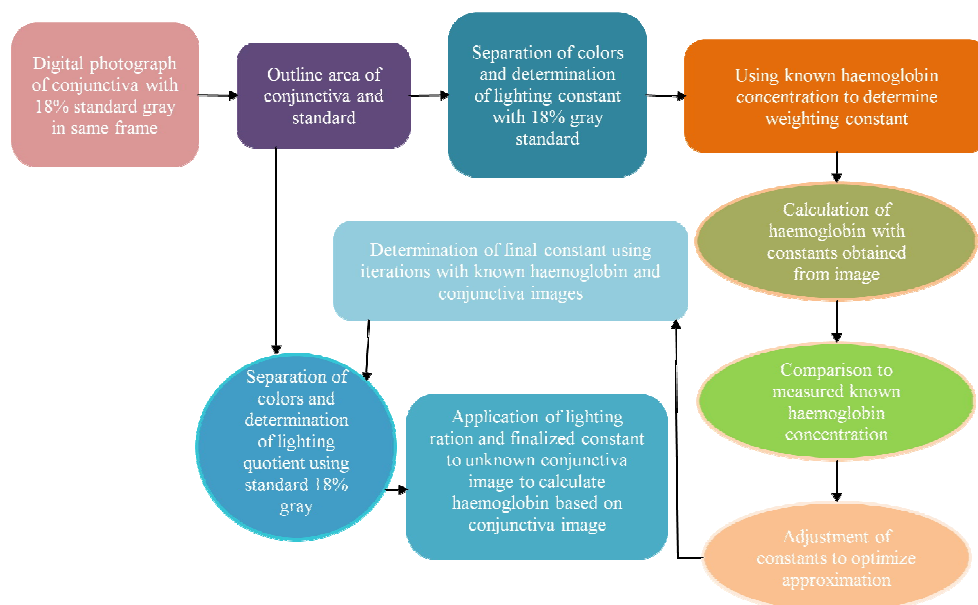 Digital photograph
of conjunctiva with
18% standard gray
in same frame
Outline area of
conjunctiva and
standard
Separation of colors
and determination
of lighting constant
with 18% gray
standard
Using known haemoglobin
concentration to determine
weighting constant
Calculation of
haemoglobin with
constants obtained
from image
Comparison to
measured known
haemoglobin
concentration
Adjustment of
constants to optimize
approximation
Determination of final constant using
iterations with known haemoglobin and
conjunctiva images
Separation of
colors and
determination
of lighting
quotient using
standard 18%
gray
Application of lighting
ration and finalized constant
to unknown conjunctiva
image to calculate
haemoglobin based on
conjunctiva image